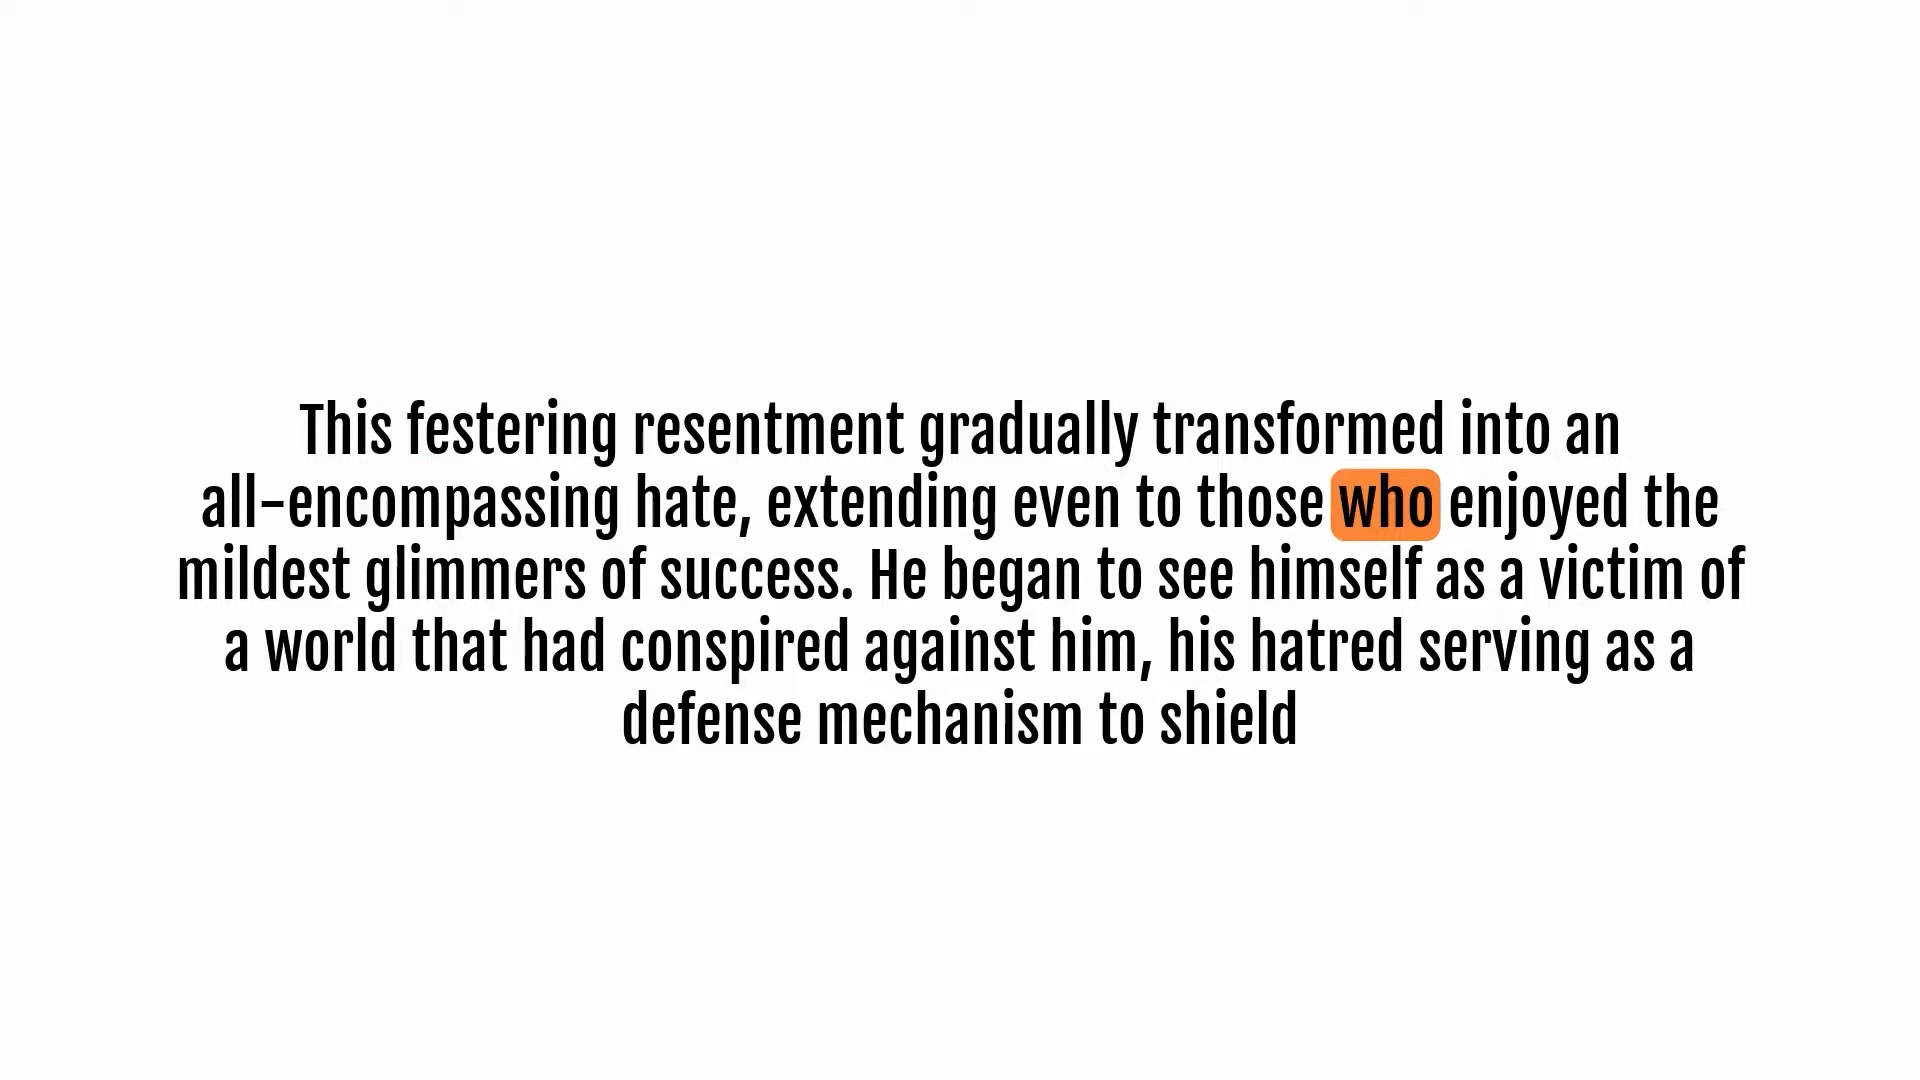 This festering resentment gradually transformed into an
all-encompassing hate, extending even to those who enjoyed the
mildest glimmers of success. He began to see himself as a victim of
a world that had conspired against him, his hatred serving as a
defense mechanism to shield